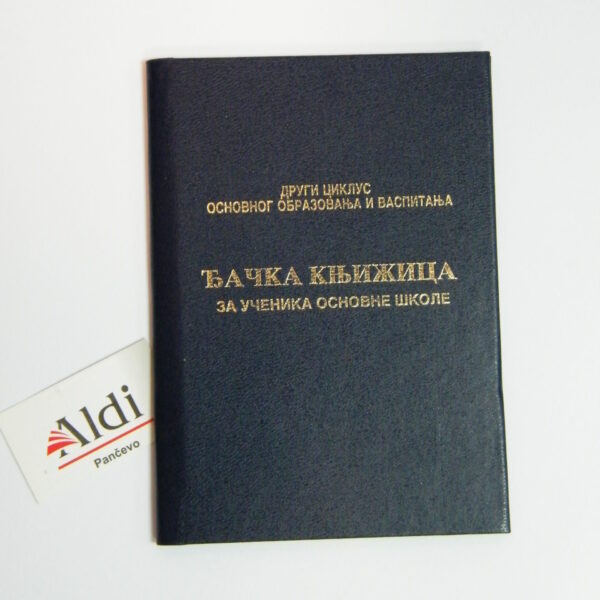 ДРУГИ ЦИКЛУС
ОСНОВНОГ ОБРАЗОВАЊА И ВАСПИТАЊА
ЂАЧКА КЊИЖИЦА
ЗА УЧЕНИКА ОСНОВНЕ ШКОЛЕ
Aldi
Pančevo